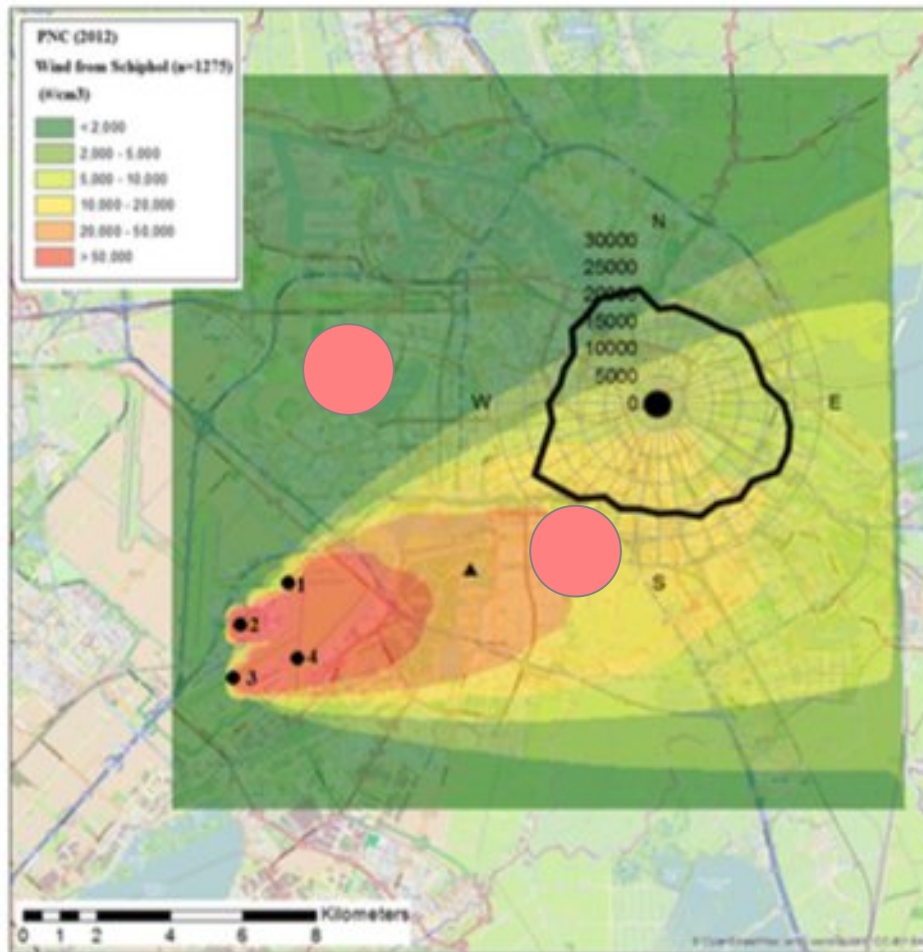 PNC (2012)
Wind from Schiphol (n=1275)
(#/cm3)
< 2.000
2.000 - 5.000
5.000 - 10.000
10.000 - 20.000
20.000 - 50.000
> 50.000
N
30000
25000
20000
15000
10000
5000
0
W
E
S
1
2
3
4
Kilometers
0 1 2 4 6 8